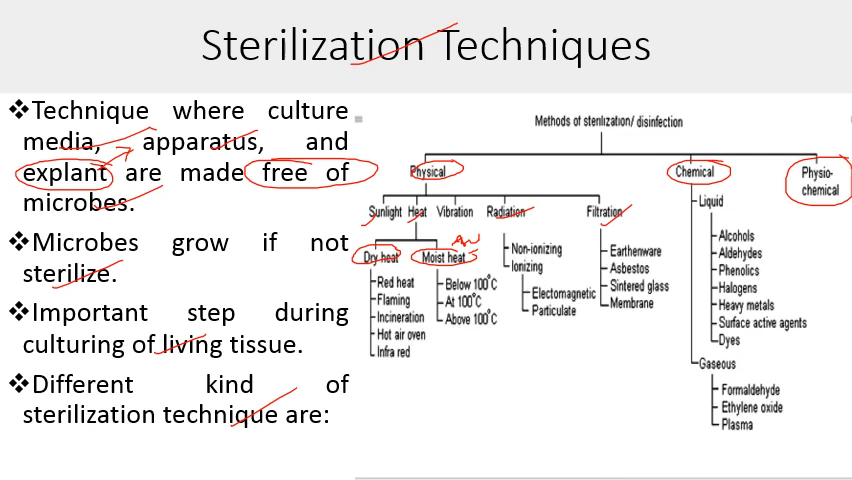 Sterilization Techniques
❖Technique where culture
media, apparatus, and
explant are made free of
microbes.
❖Microbes grow if not
sterilize.
❖Important step during
culturing of living tissue.
❖Different kind of
sterilization technique are:
Methods of sterilization/ disinfection
Physical
Chemical
Physio-
chemical
Sunlight Heat Vibration Radiation Filtration
Dry heat
Red heat
Flaming
Incineration
Hot air oven
Infra red
Moist heat
Below 100°C
At 100°C
Above 100°C
Non-ionizing
Ionizing
Electomagnetic
Particulate
Earthenware
Asbestos
Sintered glass
Membrane
Liquid
Alcohols
Aldehydes
Phenolics
Halogens
Heavy metals
Surface active agents
Dyes
Gaseous
Formaldehyde
Ethylene oxide
Plasma